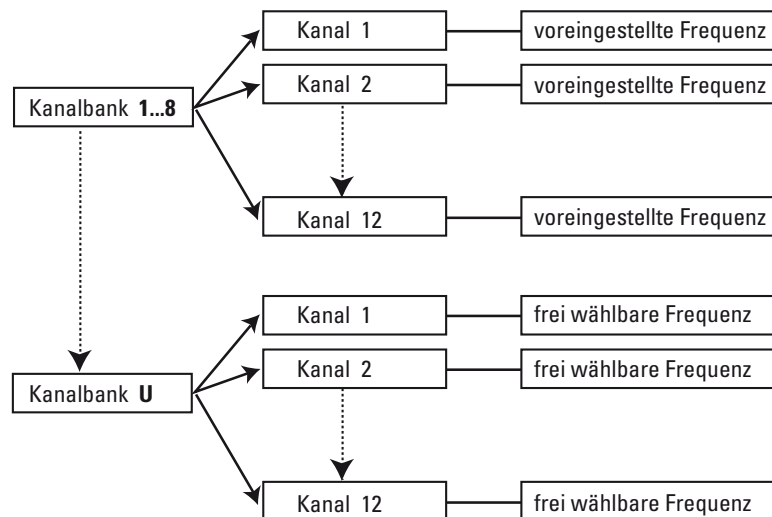 Kanal 1 voreingestellte Frequenz
Kanal 2 voreingestellte Frequenz
Kanalbank 1...8
Kanal 12 voreingestellte Frequenz
Kanal 1 frei wählbare Frequenz
Kanal 2 frei wählbare Frequenz
Kanalbank U
Kanal 12 frei wählbare Frequenz